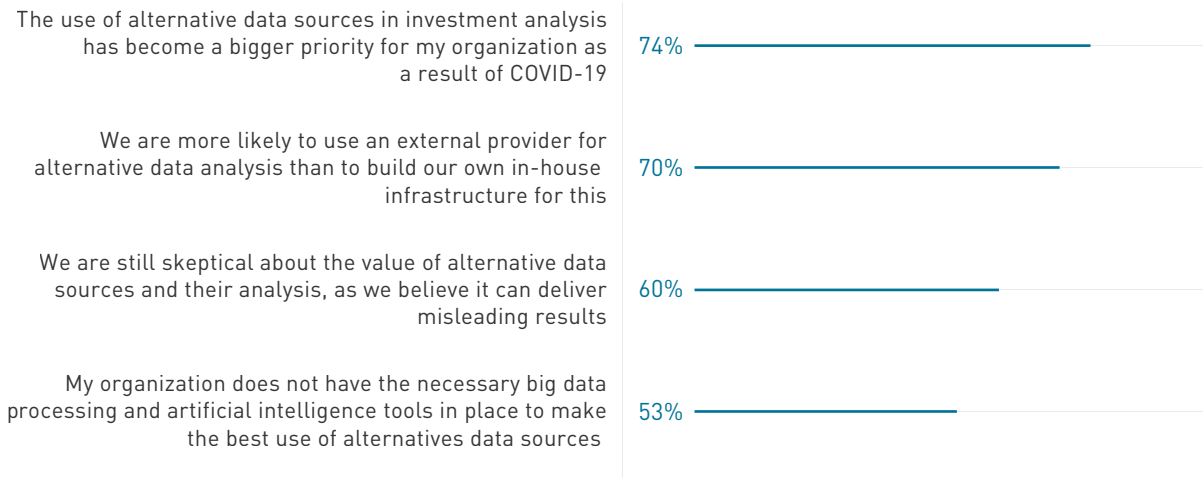 The use of alternative data sources in investment analysis
has become a bigger priority for my organization as
a result of COVID-19
74%
We are more likely to use an external provider for
alternative data analysis than to build our own in-house
infrastructure for this
70%
We are still skeptical about the value of alternative data
sources and their analysis, as we believe it can deliver
misleading results
60%
My organization does not have the necessary big data
processing and artificial intelligence tools in place to make
the best use of alternatives data sources
53%